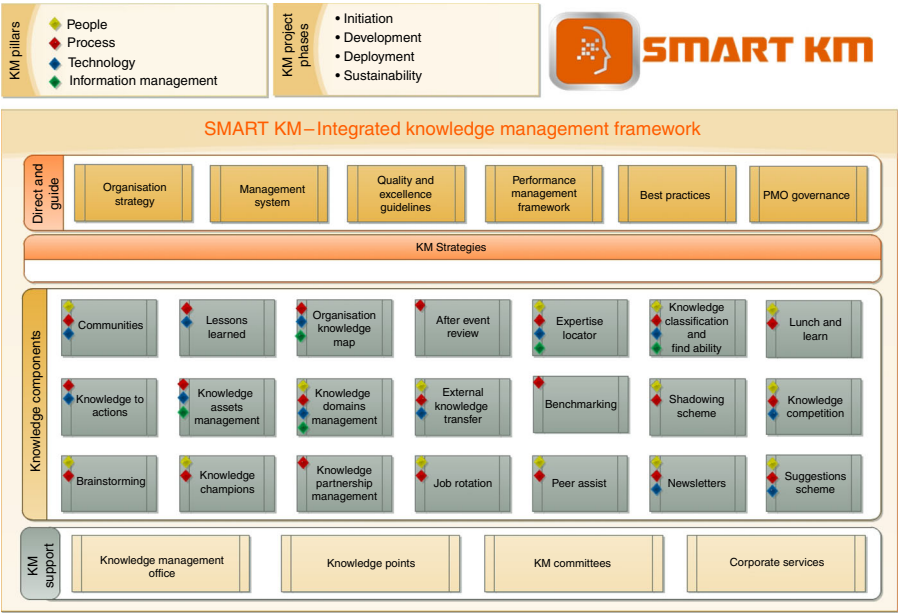 KM pillars
People
Process
Technology
Information management
KM project
phases
• Initiation
• Development
• Deployment
• Sustainability
SMART KM
SMART KM–Integrated knowledge management framework
Direct and
guide
Organisation
strategy
Management
system
Quality and
excellence
guidelines
Performance
management
framework
Best practices
PMO governance
KM Strategies
Knowledge components
Communities
Lessons
learned
Organisation
knowledge
map
After event
review
Expertise
locator
Knowledge
classification
and
find ability
Lunch and
learn
Knowledge to
actions
Knowledge
assets
management
Knowledge
domains
management
External
knowledge
transfer
Benchmarking
Shadowing
scheme
Knowledge
competition
Brainstorming
Knowledge
champions
Knowledge
partnership
management
Job rotation
Peer assist
Newsletters
Suggestions
scheme
KM
support
Knowledge management
office
Knowledge points
KM committees
Corporate services